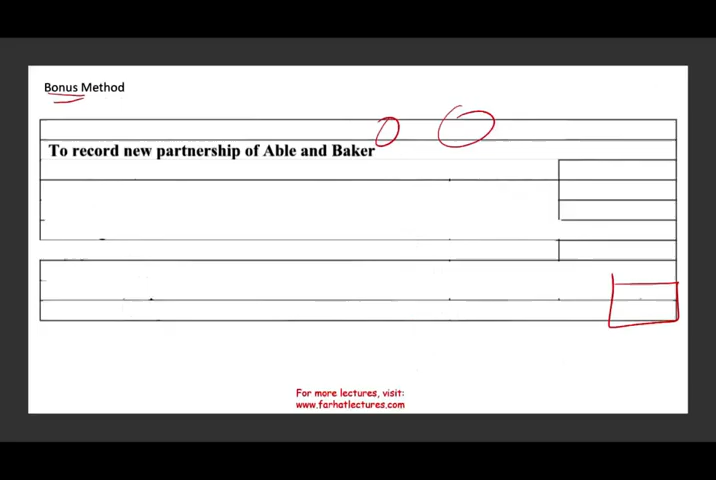 Bonus Method
To record new partnership of Able and Baker
For more lectures, visit:
www.farhatlectures.com